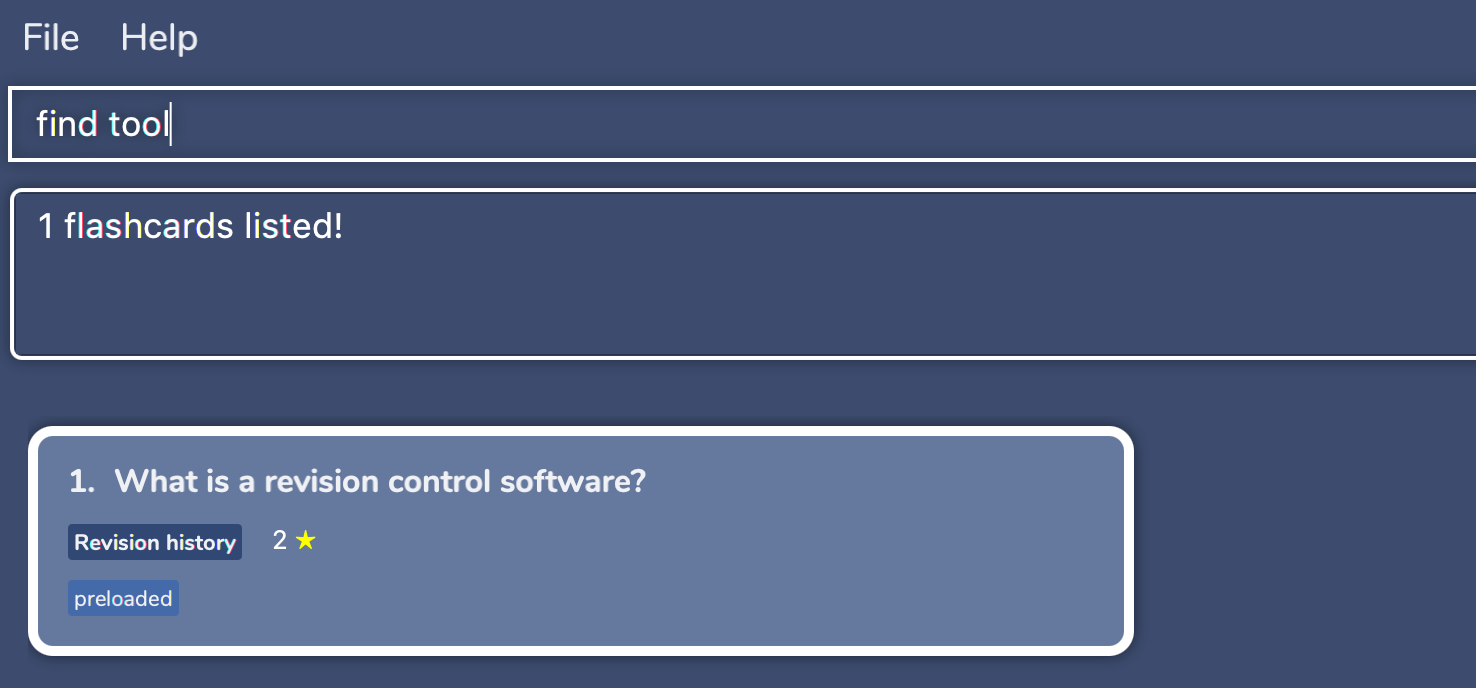 File Help
find tool
1 flashcards listed!
1. What is a revision control software?
Revision history 2 ★
preloaded